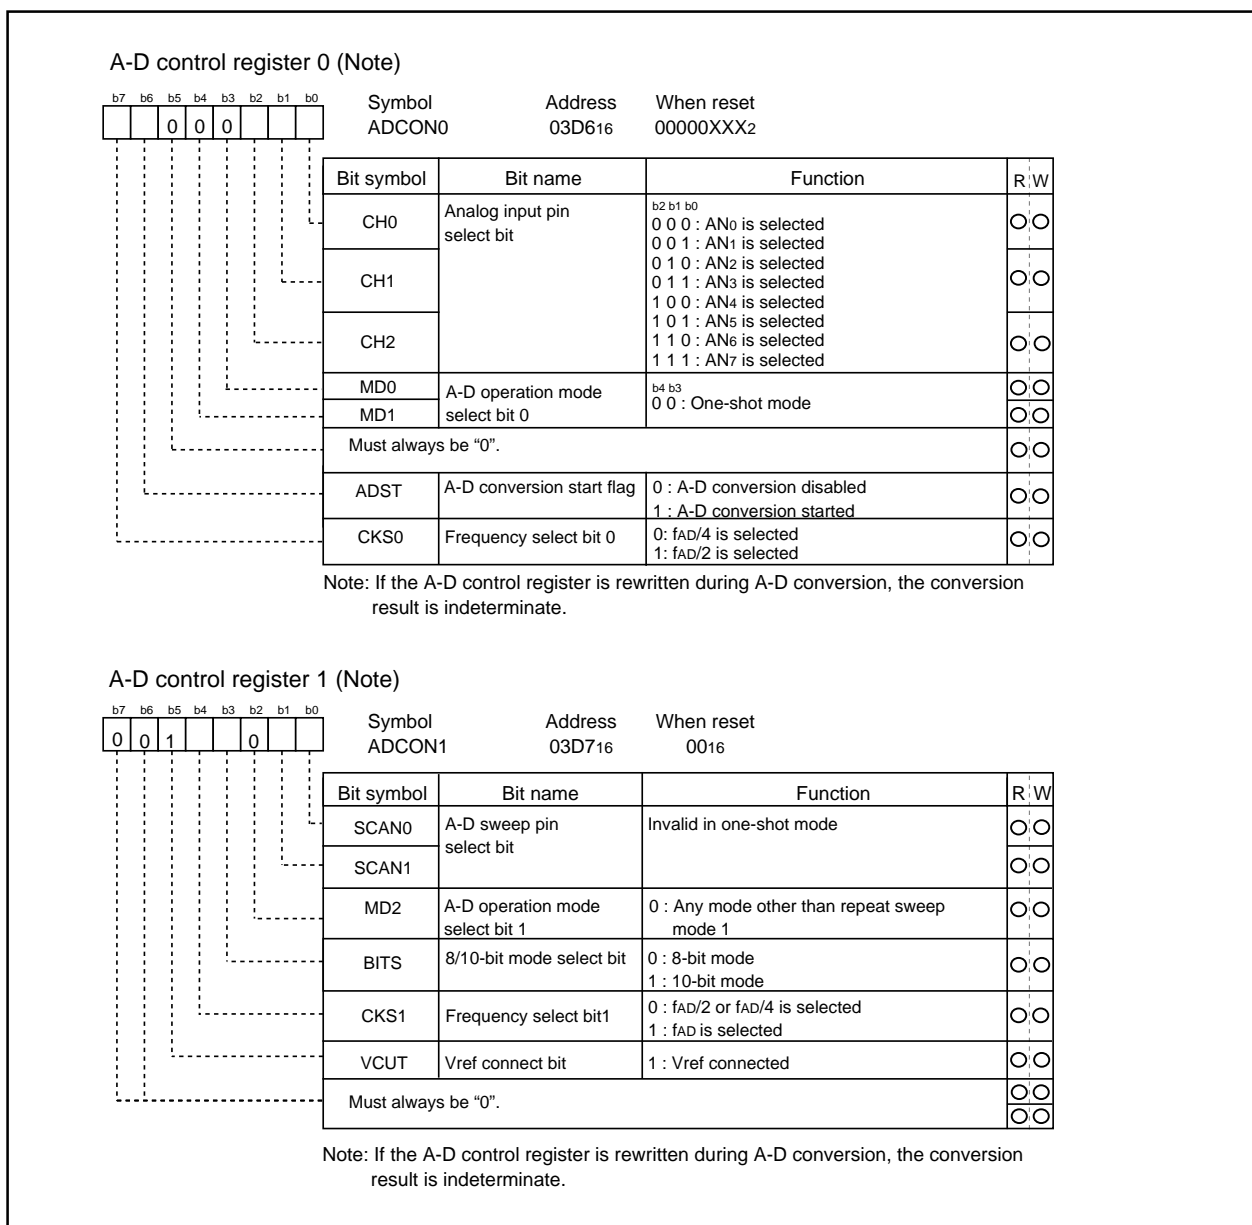 A-D control register 0 (Note)
b7 b6 b5 b4 b3 b2 b1 b0
0 0 0
Symbol Address When reset
ADCON0 03D616 00000XXX2
Bit symbol Bit name Function R W
CH0 Analog input pin
select bit
b2 b1 b0
0 0 0 : AN0 is selected
0 0 1 : AN1 is selected
0 1 0 : AN2 is selected
0 1 1 : AN3 is selected
1 0 0 : AN4 is selected
1 0 1 : AN5 is selected
1 1 0 : AN6 is selected
1 1 1 : AN7 is selected
CH1
CH2
MD0 A-D operation mode
MD1 select bit 0
b4 b3
0 0 : One-shot mode
Must always be “0”.
ADST A-D conversion start flag 0 : A-D conversion disabled
1 : A-D conversion started
CKS0 Frequency select bit 0 0: fAD/4 is selected
1: fAD/2 is selected
Note: If the A-D control register is rewritten during A-D conversion, the conversion
result is indeterminate.
A-D control register 1 (Note)
b7 b6 b5 b4 b3 b2 b1 b0
0 0 1 0
Symbol Address When reset
ADCON1 03D716 0016
Bit symbol Bit name Function R W
SCAN0 A-D sweep pin Invalid in one-shot mode
select bit
SCAN1
MD2 A-D operation mode 0 : Any mode other than repeat sweep
select bit 1 mode 1
BITS 8/10-bit mode select bit 0 : 8-bit mode
1 : 10-bit mode
CKS1 Frequency select bit1 0 : fAD/2 or fAD/4 is selected
1 : fAD is selected
VCUT Vref connect bit 1 : Vref connected
Must always be “0”.
Note: If the A-D control register is rewritten during A-D conversion, the conversion
result is indeterminate.